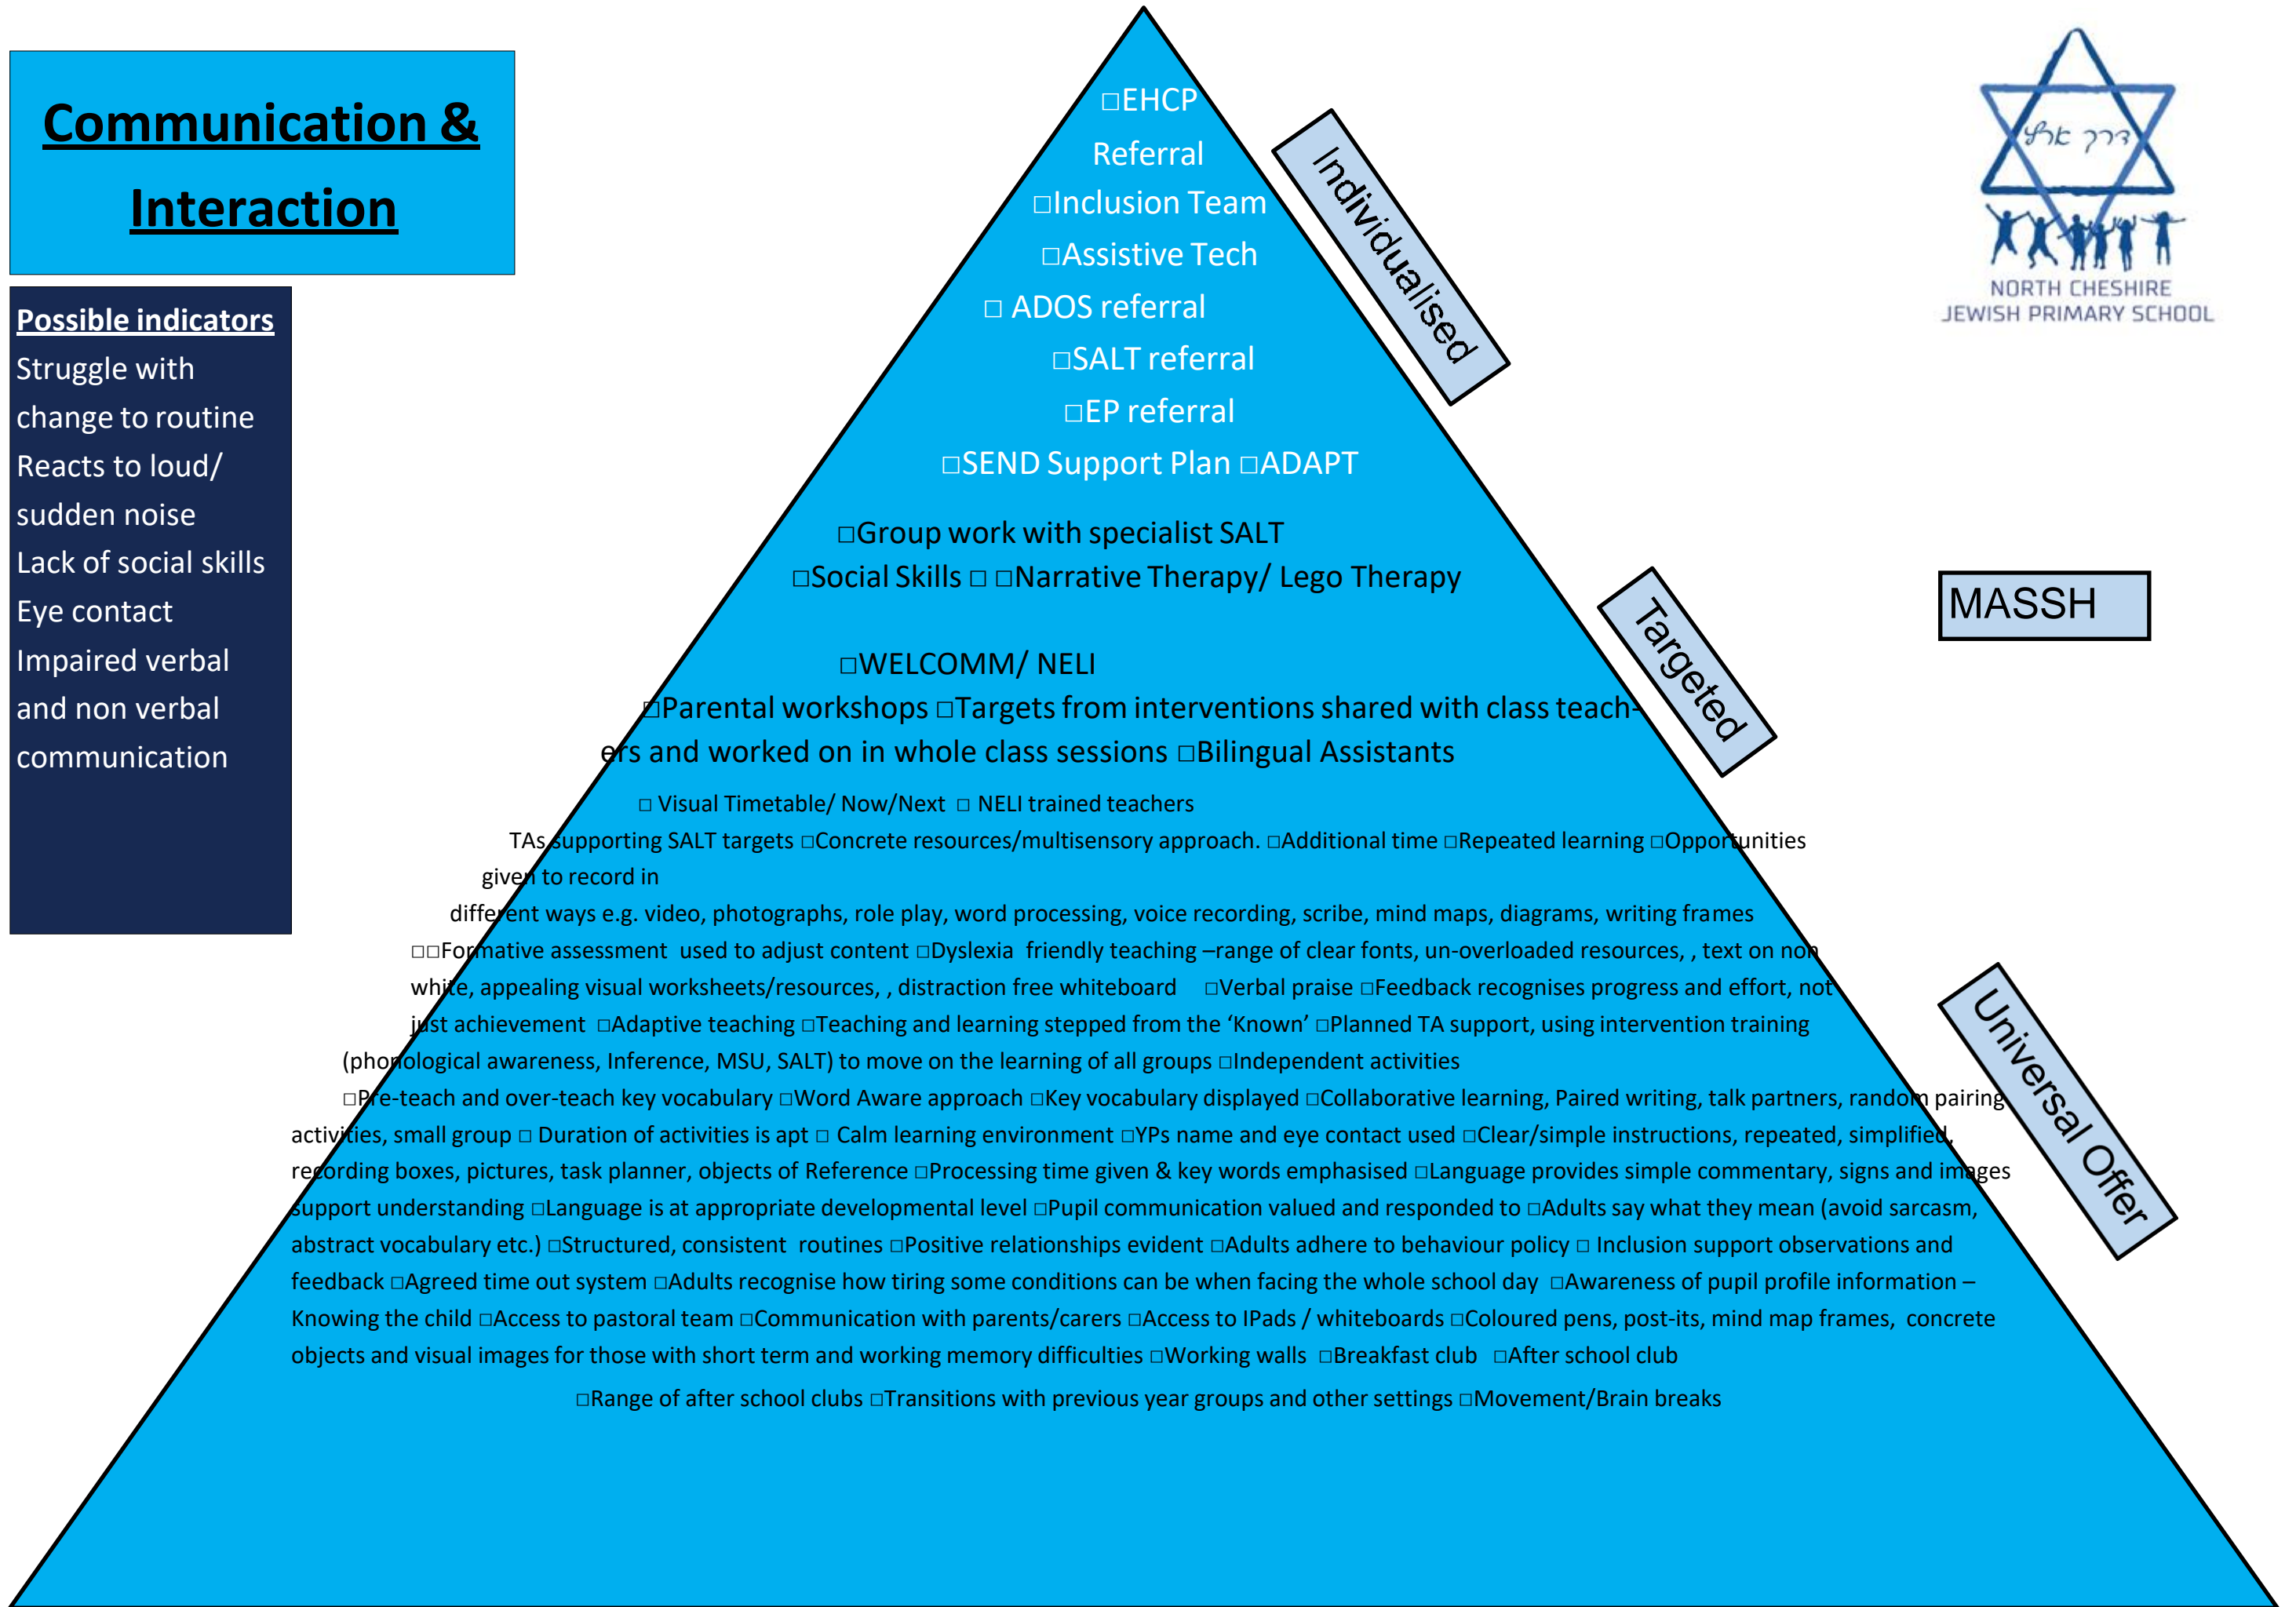 Communication &
Interaction
Possible indicators
Struggle with
change to routine
Reacts to loud/
sudden noise
Lack of social skills
Eye contact
Impaired verbal
and non verbal
communication
□EHCP
Referral
□Inclusion Team
□Assistive Tech
□ ADOS referral
□SALT referral
□EP referral
□SEND Support Plan □ADAPT
Individualised
דרך ארץ
NORTH CHESHIRE
JEWISH PRIMARY SCHOOL
□Group work with specialist SALT
□Social Skills □ □Narrative Therapy/ Lego Therapy
□WELCOMM/ NELI
□Parental workshops □Targets from interventions shared with class teach-
ers and worked on in whole class sessions □Bilingual Assistants
Targeted
MASSH
□ Visual Timetable/ Now/Next □ NELI trained teachers
TAs supporting SALT targets □Concrete resources/multisensory approach. □Additional time □Repeated learning □Opportunities
given to record in
different ways e.g. video, photographs, role play, word processing, voice recording, scribe, mind maps, diagrams, writing frames
□□Formative assessment used to adjust content □Dyslexia friendly teaching –range of clear fonts, un-overloaded resources, , text on non
white, appealing visual worksheets/resources, , distraction free whiteboard □Verbal praise □Feedback recognises progress and effort, not
just achievement □Adaptive teaching □Teaching and learning stepped from the ‘Known’ □Planned TA support, using intervention training
(phonological awareness, Inference, MSU, SALT) to move on the learning of all groups □Independent activities
□Pre-teach and over-teach key vocabulary □Word Aware approach □Key vocabulary displayed □Collaborative learning, Paired writing, talk partners, random pairing
activities, small group □ Duration of activities is apt □ Calm learning environment □YPs name and eye contact used □Clear/simple instructions, repeated, simplified,
recording boxes, pictures, task planner, objects of Reference □Processing time given & key words emphasised □Language provides simple commentary, signs and images
support understanding □Language is at appropriate developmental level □Pupil communication valued and responded to □Adults say what they mean (avoid sarcasm,
abstract vocabulary etc.) □Structured, consistent routines □Positive relationships evident □Adults adhere to behaviour policy □ Inclusion support observations and
feedback □Agreed time out system □Adults recognise how tiring some conditions can be when facing the whole school day □Awareness of pupil profile information –
Knowing the child □Access to pastoral team □Communication with parents/carers □Access to IPads / whiteboards □Coloured pens, post-its, mind map frames, concrete
objects and visual images for those with short term and working memory difficulties □Working walls □Breakfast club □After school club
□Range of after school clubs □Transitions with previous year groups and other settings □Movement/Brain breaks
Universal Offer